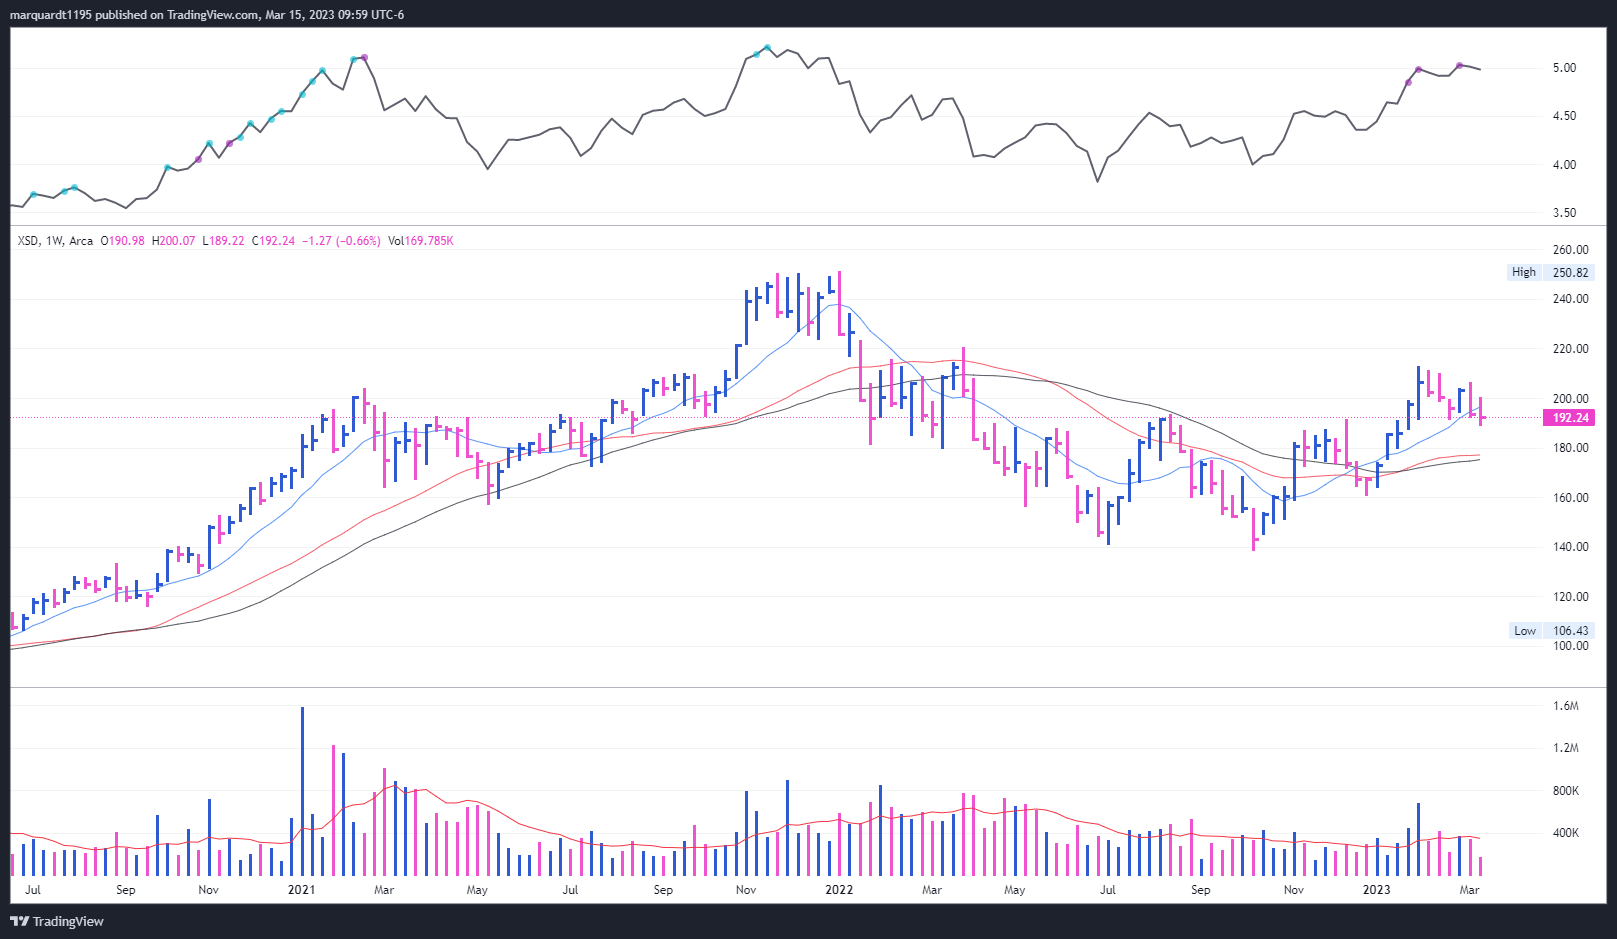 marquardt1195 published on TradingView.com, Mar 15, 2023 09:59 UTC-6
5.00
4.50
4.00
3.50
XSD, 1W, Arca O190.98 H200.07 L189.22 C192.24 −1.27 (−0.66%) Vol169.785K
260.00
High 250.82
240.00
220.00
200.00
192.24
180.00
160.00
140.00
120.00
Low 106.43
100.00
1.6M
1.2M
800K
400K
Jul Sep Nov 2021 Mar May Jul Sep Nov 2022 Mar May Jul Sep Nov 2023 Mar
TradingView